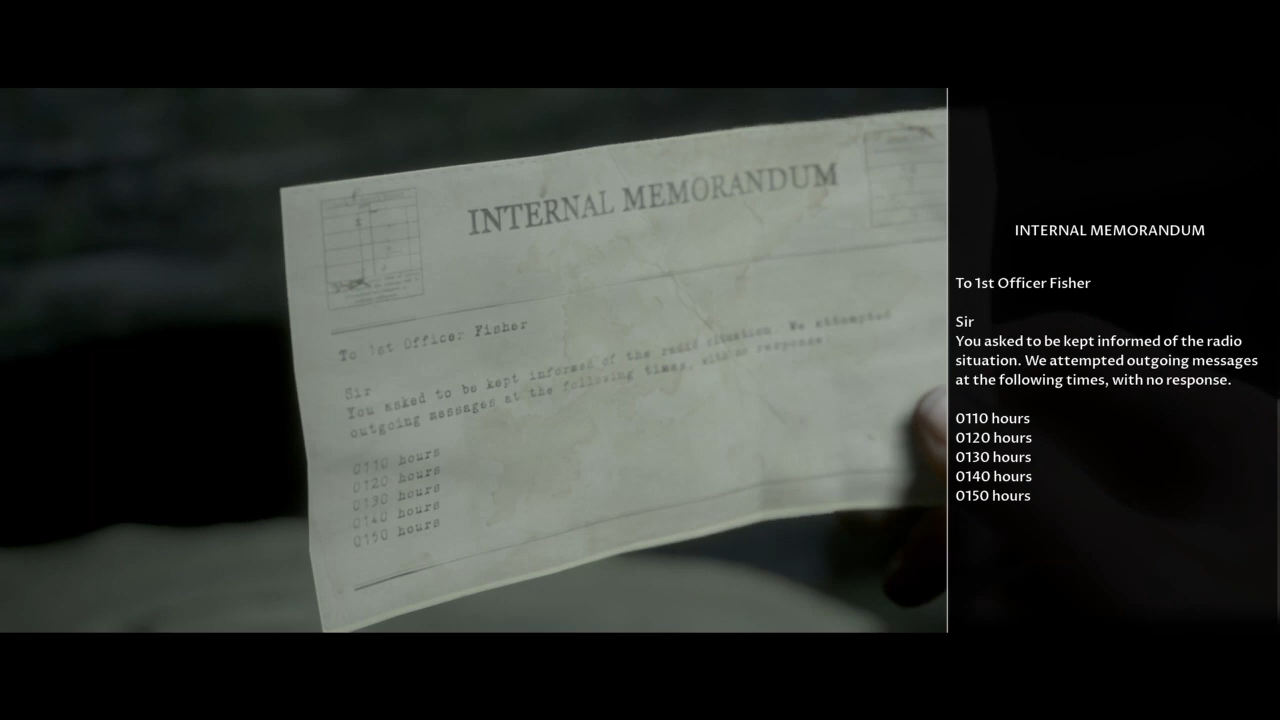 INTERNAL MEMORANDUM
To 1st Officer Fisher
Sir
You asked to be kept informed of the radio situation. We attempted
outgoing messages at the following times, with no response
0110 hours
0120 hours
0130 hours
0140 hours
0150 hours
INTERNAL MEMORANDUM
To 1st Officer Fisher
Sir
You asked to be kept informed of the radio
situation. We attempted outgoing messages
at the following times, with no response.
0110 hours
0120 hours
0130 hours
0140 hours
0150 hours